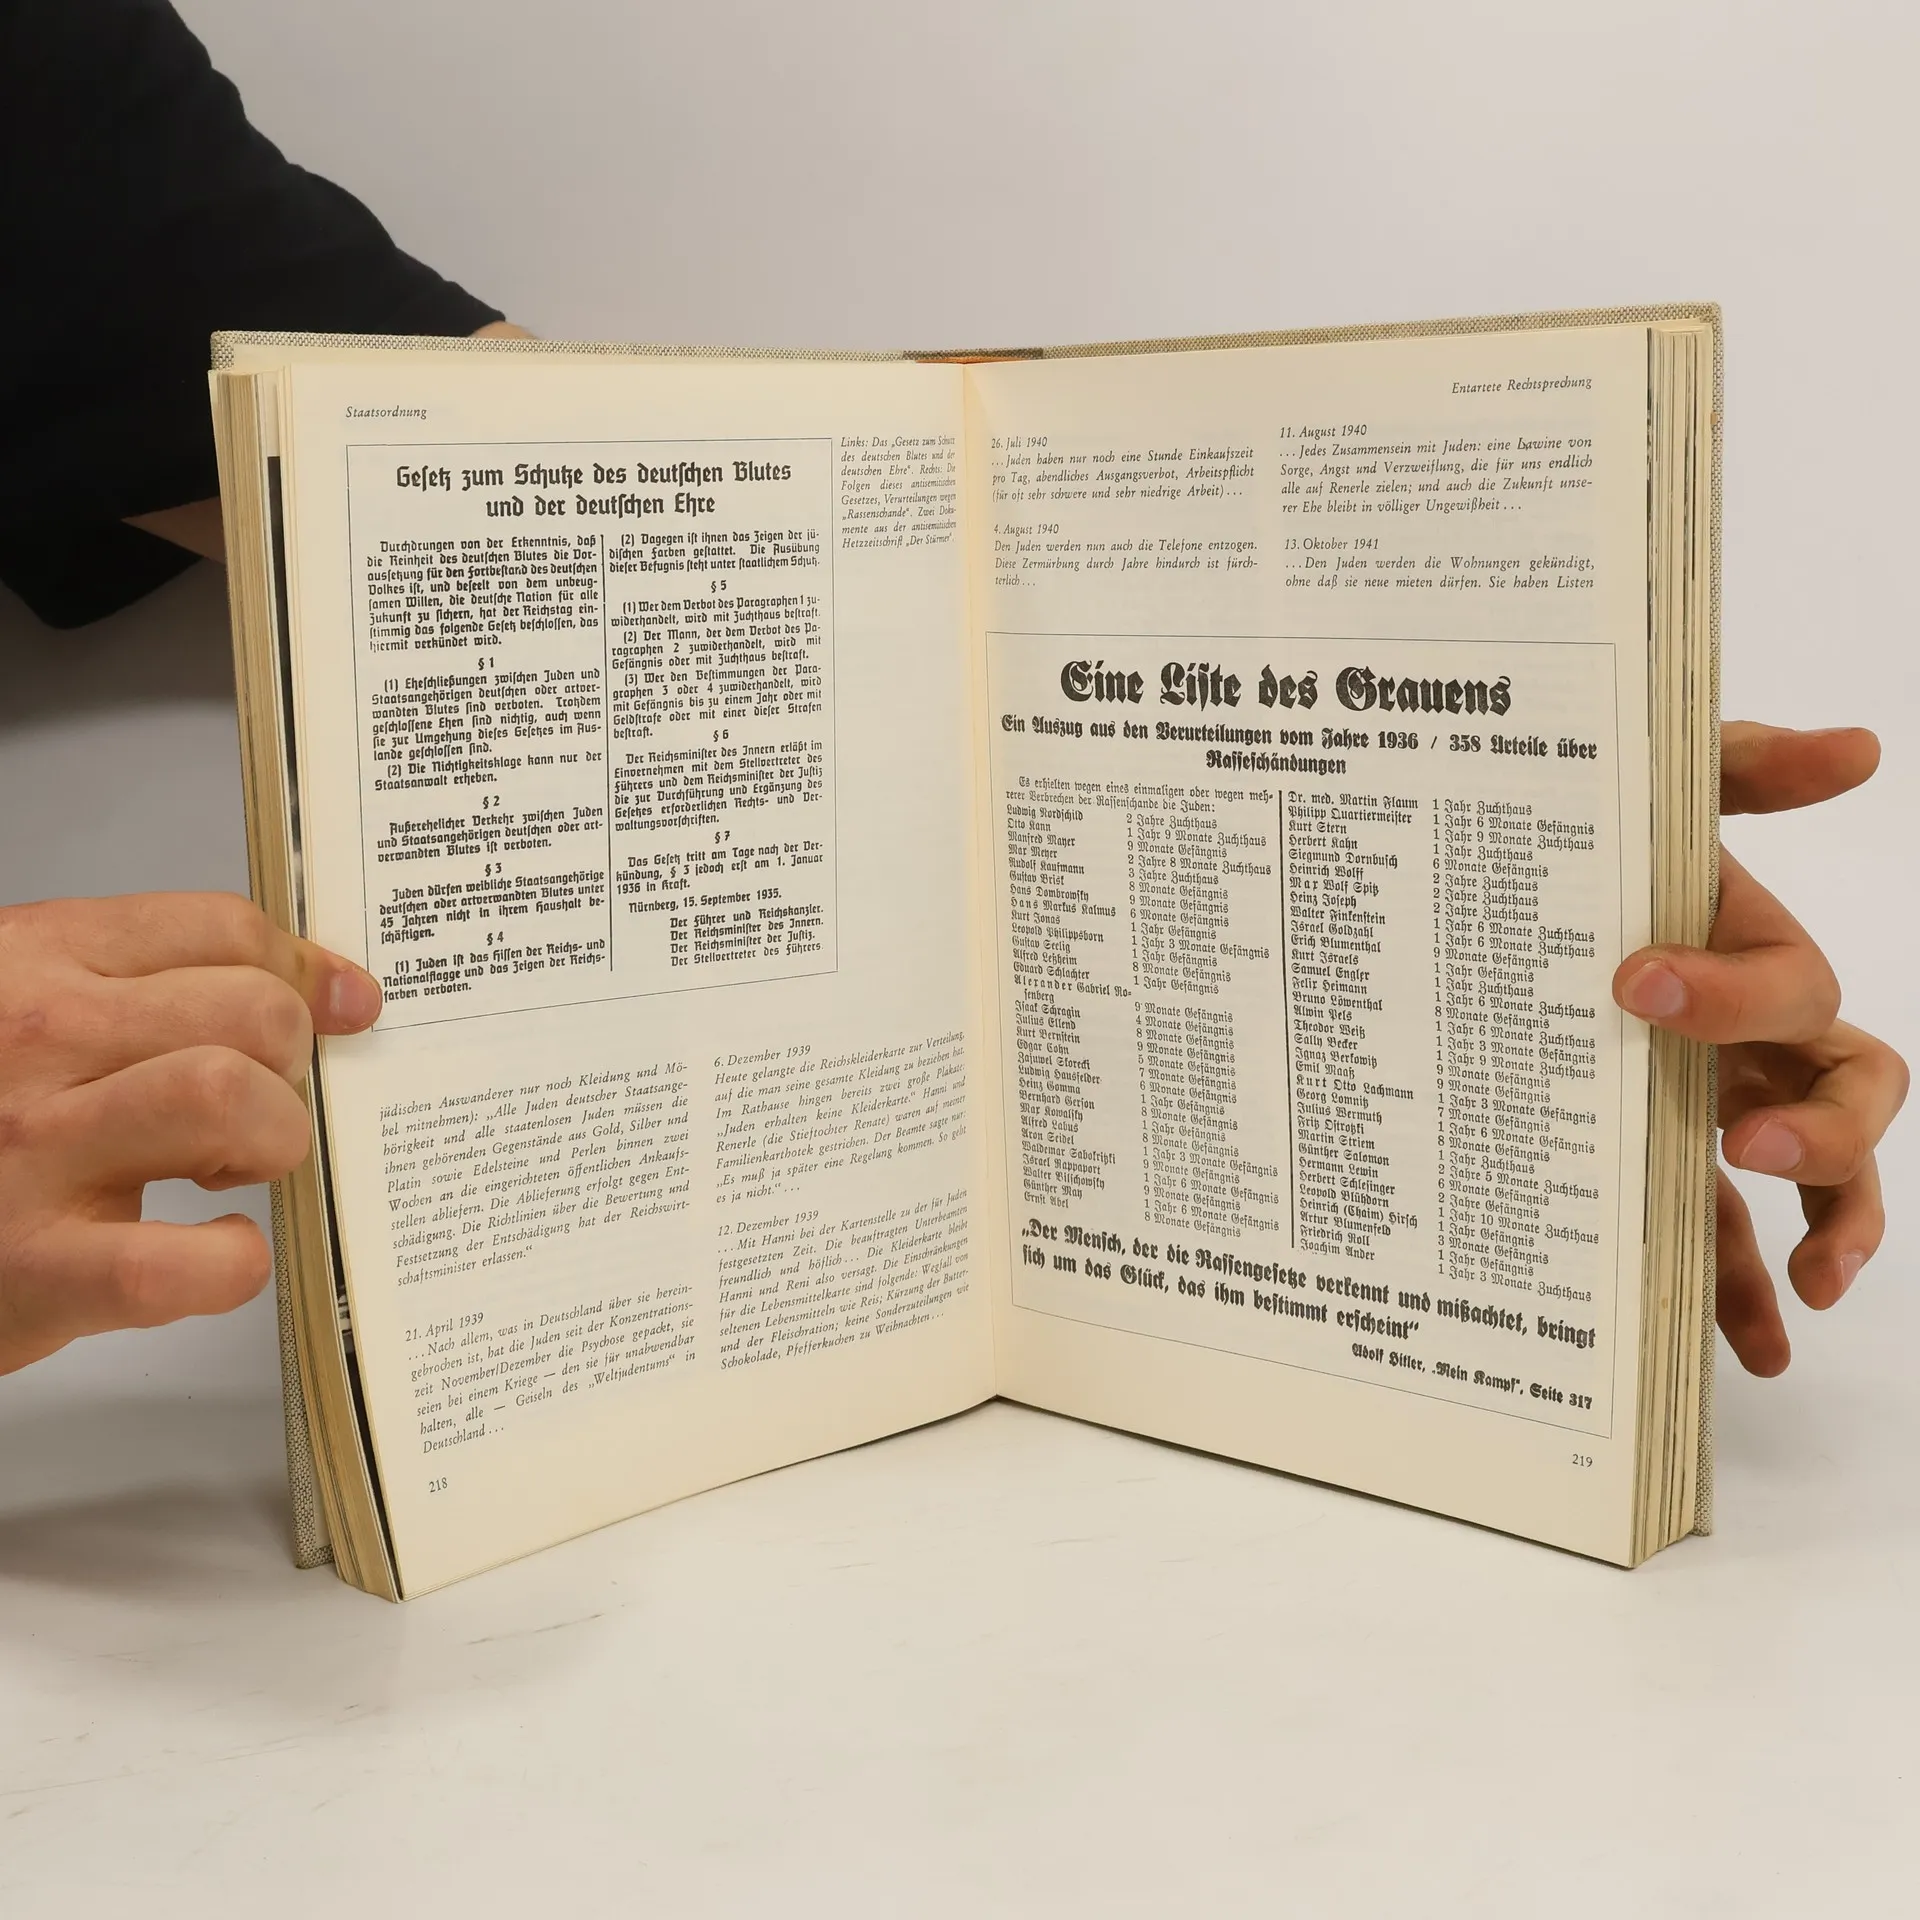 Staatsordnung
Gesetz zum Schutze des deutschen Blutes
und der deutschen Ehre
Durchdrungen von der Erkenntnis, daß
die Reinheit des deutschen Blutes die Vor-
aussetzung für den Fortbestand des deutschen
Volkes ist, und beseelt von dem unbeug-
samen Willen, die deutsche Nation für alle
Zukunft zu sichern, hat der Reichstag ein-
stimmig das folgende Gesetz beschlossen, das
hiermit verkündet wird.
§ 1
(1) Eheschließungen zwischen Juden und
Staatsangehörigen deutschen oder artver-
wandten Blutes sind verboten. Trotzdem
geschlossene Ehen sind nichtig, auch wenn
sie zur Umgehung dieses Gesetzes im Aus-
lande geschlossen sind.
(2) Die Nichtigkeitsklage kann nur der
Staatsanwalt erheben.
§ 2
Außerehelicher Verkehr zwischen Juden
und Staatsangehörigen deutschen oder art-
verwandten Blutes ist verboten.
§ 3
Juden dürfen weibliche Staatsangehörige
deutschen oder artverwandten Blutes unter
45 Jahren nicht in ihrem Haushalt be-
schäftigen.
§ 4
(1) Juden ist das Hissen der Reichs- und
Nationalflagge und das Zeigen der Reichs-
farben verboten.
(2) Dagegen ist ihnen das Zeigen der jü-
dischen Farben gestattet. Die Ausübung
dieser Befugnis steht unter staatlichem Schutz.
§ 5
(1) Wer dem Verbot des Paragraphen 1 zu-
widerhandelt, wird mit Zuchthaus bestraft.
(2) Der Mann, der dem Verbot des Pa-
ragraphen 2 zuwiderhandelt, wird mit
Gefängnis oder mit Zuchthaus bestraft.
(3) Wer den Bestimmungen der Para-
graphen 3 oder 4 zuwiderhandelt, wird
mit Gefängnis bis zu einem Jahr oder mit
Geldstrafe oder mit einer dieser Strafen
bestraft.
§ 6
Der Reichsminister des Innern erläßt im
Einvernehmen mit dem Stellvertreter des
Führers und dem Reichsminister der Justiz
die zur Durchführung und Ergänzung des
Gesetzes erforderlichen Rechts- und Ver-
waltungsvorschriften.
§ 7
Das Gesetz tritt am Tage nach der Ver-
kündung, § 3 jedoch erst am 1. Januar
1936 in Kraft.
Nürnberg, 15. September 1935.
Der Führer und Reichskanzler.
Der Reichsminister des Innern.
Der Reichsminister der Justiz.
Der Stellvertreter des Führers
Links: Das „Gesetz zum Schutz
des deutschen Blutes und der
deutschen Ehre“. Rechts: Die
Folgen dieses antisemitischen
Gesetzes, Verurteilungen wegen
„Rassenschande“. Zwei Doku-
mente aus der antisemitischen
Hetzzeitschrift „Der Stürmer“.
jüdischen Auswanderer nur noch Kleidung und Mö-
bel mitnehmen): „Alle Juden deutscher Staatsange-
hörigkeit und alle staatenlosen Juden müssen die
ihnen gehörenden Gegenstände aus Gold, Silber und
Platin sowie Edelsteine und Perlen binnen zwei
Wochen an die eingerichteten öffentlichen Ankaufs-
stellen abliefern. Die Ablieferung erfolgt gegen Ent-
schädigung. Die Richtlinien über die Bewertung und
Festsetzung der Entschädigung hat der Reichswirt-
schaftsminister erlassen.“
21. April 1939
...Nach allem, was in Deutschland über sie herein-
gebrochen ist, hat die Juden seit der Konzentrations-
zeit November/Dezember die Psychose gepackt, sie
seien bei einem Kriege — den sie für unabwendbar
halten, alle — Geiseln des „Weltjudentums“ in
Deutschland ...
6. Dezember 1939
Heute gelangte die Reichskleiderkarte zur Verteilung,
auf die man seine gesamte Kleidung zu beziehen hat.
Im Rathause hingen bereits zwei große Plakate:
„Juden erhalten keine Kleiderkarte.“ Hanni und
Renerle (die Stieftochter Renate) waren auf meiner
Familienkarthotek gestrichen. Der Beamte sagte nur:
„Es muß ja später eine Regelung kommen. So geht
es ja nicht.“ ...
12. Dezember 1939
...Mit Hanni bei der Kartenstelle zu der für Juden
festgesetzten Zeit. Die beauftragten Unterbeamten
freundlich und höflich ... Die Kleiderkarte bleibt
Hanni und Reni also versagt. Die Einschränkungen
für die Lebensmittelkarte sind folgende: Wegfall von
seltenen Lebensmitteln wie Reis; Kürzung der Butter-
und der Fleischration; keine Sonderzuteilungen wie
Schokolade, Pfefferkuchen zu Weihnachten ...
218
Entartete Rechtsprechung
26. Juli 1940
...Juden haben nur noch eine Stunde Einkaufszeit
pro Tag, abendliches Ausgangsverbot, Arbeitspflicht
(für oft sehr schwere und sehr niedrige Arbeit) ...
4. August 1940
Den Juden werden nun auch die Telefone entzogen.
Diese Zermürbung durch Jahre hindurch ist fürch-
terlich ...
11. August 1940
...Jedes Zusammensein mit Juden: eine Lawine von
Sorge, Angst und Verzweiflung, die für uns endlich
alle auf Renerle zielen; und auch die Zukunft unse-
rer Ehe bleibt in völliger Ungewißheit ...
13. Oktober 1941
...Den Juden werden die Wohnungen gekündigt,
ohne daß sie neue mieten dürfen. Sie haben Listen
Eine Liste des Grauens
Ein Auszug aus den Verurteilungen vom Jahre 1936 / 358 Urteile über
Rasseschändungen
Es erhielten wegen eines einmaligen oder wegen meh-
rerer Verbrechen der Rassenschande die Juden:
Ludwig Nordschild 2 Jahre Zuchthaus
Otto Kann 1 Jahr 9 Monate Zuchthaus
Manfred Mayer 9 Monate Gefängnis
Max Meyer 2 Jahre 8 Monate Zuchthaus
Rudolf Kaufmann 3 Jahre Zuchthaus
Gustav Brisk 8 Monate Gefängnis
Hans Dombrowsky 9 Monate Gefängnis
Hans Markus Kalmus 6 Monate Gefängnis
Kurt Jonas 1 Jahr Gefängnis
Leopold Philippsborn 1 Jahr 3 Monate Gefängnis
Gustav Seelig 1 Jahr Gefängnis
Alfred Letzheim 8 Monate Gefängnis
Eduard Schlachter 1 Jahr Gefängnis
Alexander Gabriel Ro-
senberg 9 Monate Gefängnis
Isaak Schragin 4 Monate Gefängnis
Julius Ellend 8 Monate Gefängnis
Kurt Bernstein 9 Monate Gefängnis
Edgar Cohn 5 Monate Gefängnis
Zajuwel Skorecki 7 Monate Gefängnis
Ludwig Hausfelder 6 Monate Gefängnis
Heinz Gomma 1 Jahr Gefängnis
Bernhard Gerson 8 Monate Gefängnis
Max Kowalsky 1 Jahr Gefängnis
Alfred Labus 8 Monate Gefängnis
Aron Seidel 1 Jahr 3 Monate Gefängnis
Waldemar Sabokritzki 9 Monate Gefängnis
Israel Rappaport 1 Jahr 6 Monate Gefängnis
Walter Bilschowsky 9 Monate Gefängnis
Günther May 1 Jahr 6 Monate Gefängnis
Ernst Abel 8 Monate Gefängnis
Dr. med. Martin Flaum 1 Jahr Zuchthaus
Philipp Quartiermeister 1 Jahr 6 Monate Gefängnis
Kurt Stern 1 Jahr 9 Monate Zuchthaus
Herbert Kahn 1 Jahr Zuchthaus
Siegmund Dornbusch 6 Monate Gefängnis
Heinrich Wolff 2 Jahre Zuchthaus
Max Wolf Spitz 2 Jahre Zuchthaus
Heinz Joseph 2 Jahre Zuchthaus
Walter Finkenstein 1 Jahr 6 Monate Zuchthaus
Israel Goldzahl 1 Jahr 6 Monate Zuchthaus
Erich Blumenthal 9 Monate Gefängnis
Kurt Israels 1 Jahr Gefängnis
Samuel Engler 1 Jahr Zuchthaus
Felix Heimann 1 Jahr 6 Monate Zuchthaus
Bruno Löwenthal 8 Monate Gefängnis
Alwin Pels 1 Jahr 6 Monate Zuchthaus
Theodor Weiß 1 Jahr 3 Monate Gefängnis
Sally Becker 1 Jahr 9 Monate Zuchthaus
Ignaz Berkowitz 9 Monate Gefängnis
Emil Maaß 9 Monate Gefängnis
Kurt Otto Lachmann 1 Jahr 3 Monate Gefängnis
Georg Lomnitz 7 Monate Gefängnis
Julius Wermuth 1 Jahr 6 Monate Gefängnis
Fritz Ostrotzki 8 Monate Gefängnis
Martin Striem 1 Jahr Zuchthaus
Günther Salomon 2 Jahre 5 Monate Zuchthaus
Hermann Lewin 6 Monate Gefängnis
Herbert Schlesinger 2 Jahre Gefängnis
Leopold Blühdorn 1 Jahr 10 Monate Zuchthaus
Heinrich (Chaim) Hirsch 1 Jahr Gefängnis
Artur Blumenfeld 3 Monate Gefängnis
Friedrich Noll 1 Jahr Gefängnis
Joachim Ander 1 Jahr 3 Monate Zuchthaus
„Der Mensch, der die Rassengesetze verkennt und mißachtet, bringt
sich um das Glück, das ihm bestimmt erscheint“
Adolf Hitler, „Mein Kampf“, Seite 317
219